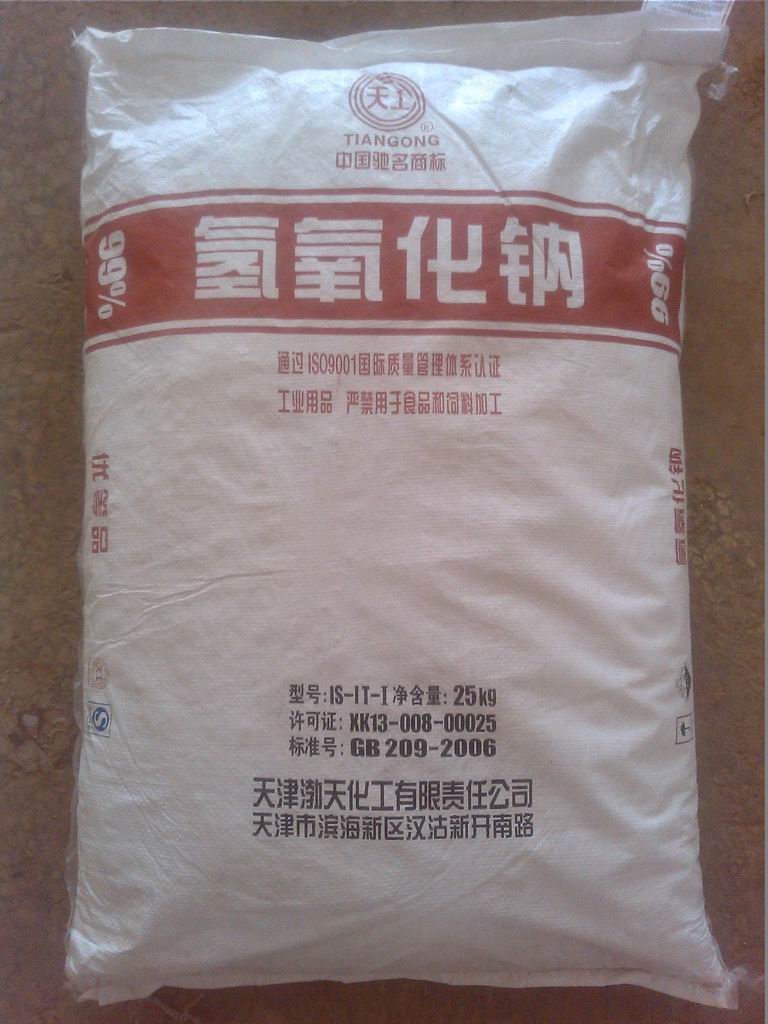 天工
®
TIANGONG
中国驰名商标
99%
氢氧化钠
99%
通过ISO9001国际质量管理体系认证
工业用品 严禁用于食品和饲料加工
优等品
氢氧化钠
型号:IS-IT-I 净含量: 25kg
许可证: XK13-008-00025
标准号: GB 209-2006
天津渤天化工有限责任公司
天津市滨海新区汉沽新开南路